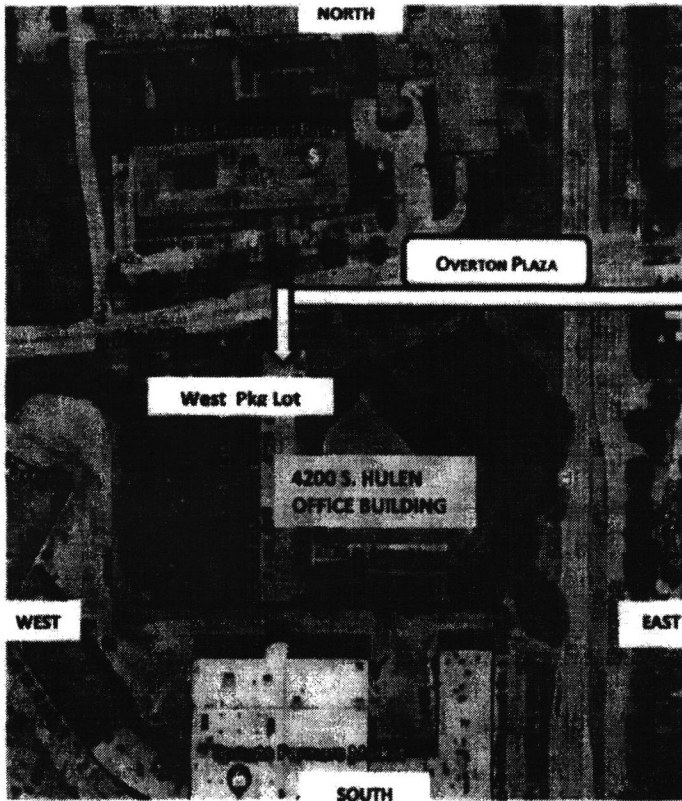 NORTH
OVERTON PLAZA
West Pkg Lot
4200 S. HULEN
OFFICE BUILDING
WEST
EAST
SOUTH